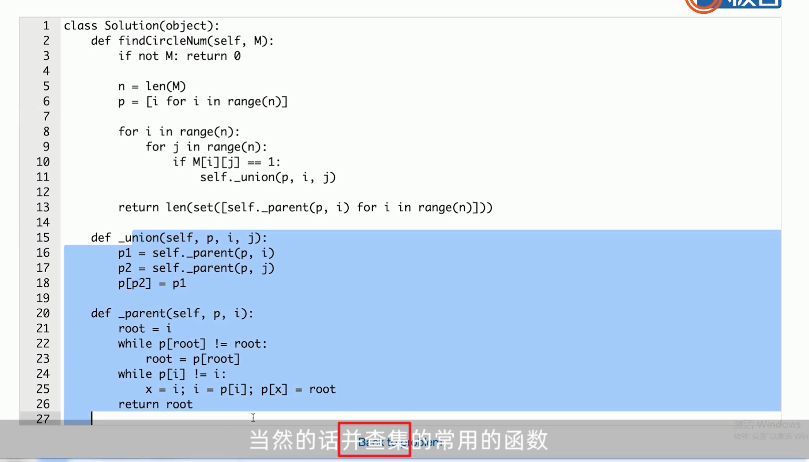 极客
1 class Solution(object):
2     def findCircleNum(self, M):
3         if not M: return 0
4
5         n = len(M)
6         p = [i for i in range(n)]
7
8         for i in range(n):
9             for j in range(n):
10                 if M[i][j] == 1:
11                     self._union(p, i, j)
12
13         return len(set([self._parent(p, i) for i in range(n)]))
14
15     def _union(self, p, i, j):
16         p1 = self._parent(p, i)
17         p2 = self._parent(p, j)
18         p[p2] = p1
19
20     def _parent(self, p, i):
21         root = i
22         while p[root] != root:
23             root = p[root]
24         while p[i] != i:
25             x = i; i = p[i]; p[x] = root
26         return root
27
激活 Windows
当然的话并查集的常用的函数